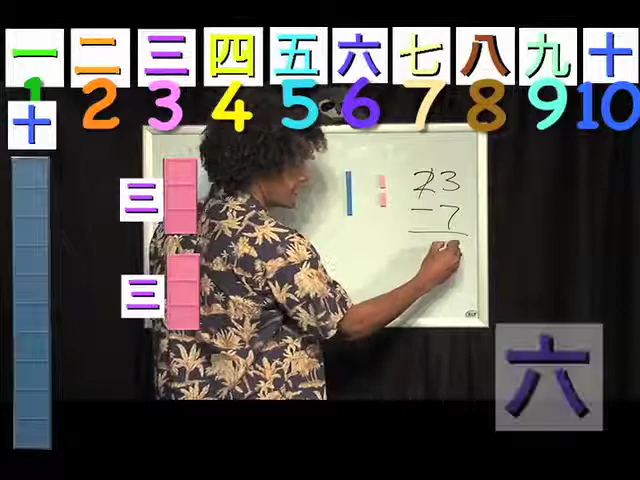 一 二 三 四 五 六 七 八 九 十
1 2 3 4 5 6 7 8 9 10
十
三
三
23
-7
六